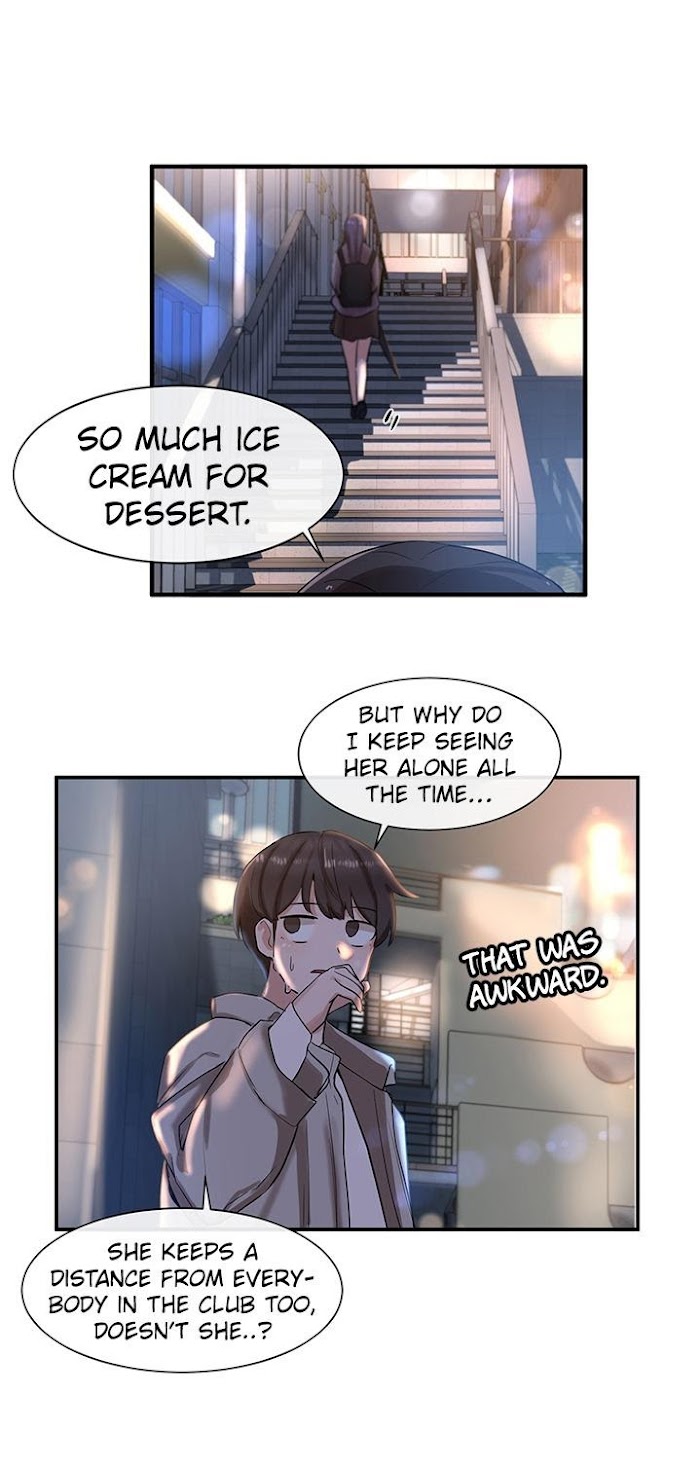 SO MUCH ICE
CREAM FOR
DESSERT.
BUT WHY DO
I KEEP SEEING
HER ALONE ALL
THE TIME...
THAT WAS
AWKWARD.
SHE KEEPS A
DISTANCE FROM EVERY-
BODY IN THE CLUB TOO,
DOESN'T SHE..?